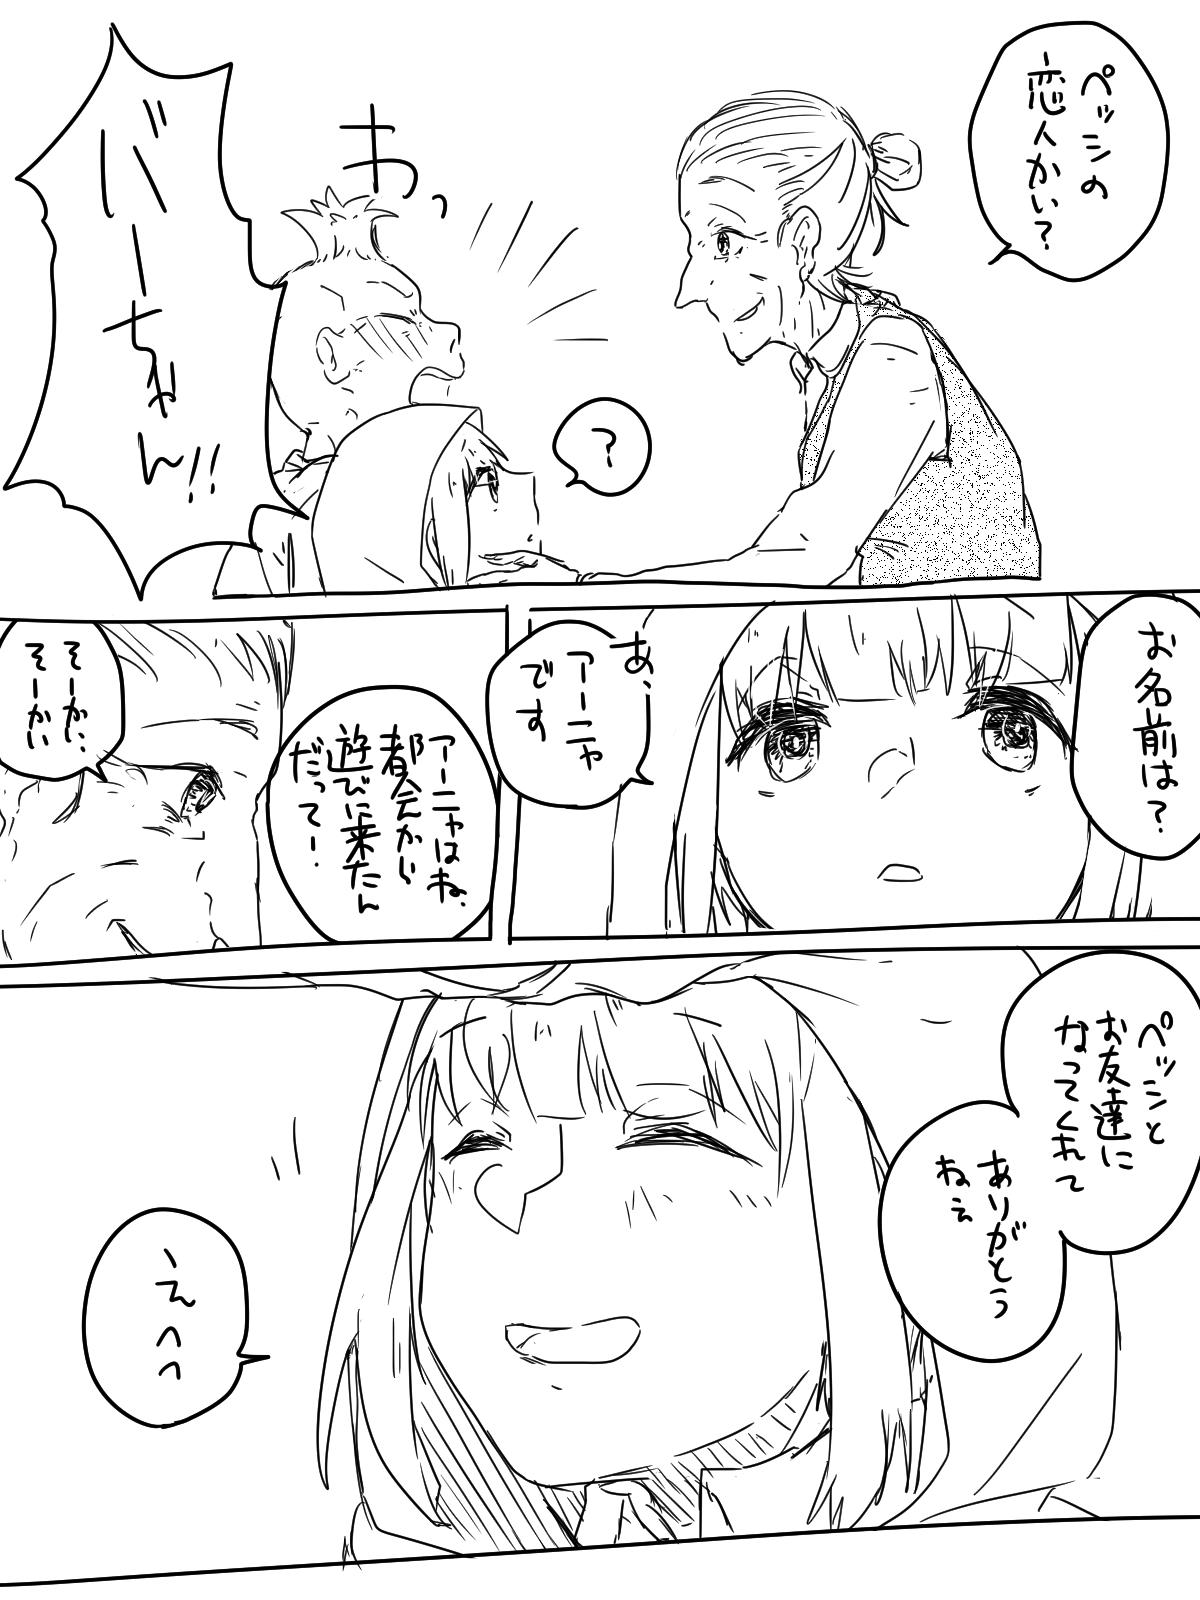 ペッシの
恋人かい?
?
わっ
バ
バーちゃん!!
お名前は?
あ、
アーニャ
です
アーニャはね、
都会から
遊びに来たん
だってー.
そーかい、
そーかい
ペッシと
お友達に
なってくれて
ありがとう
ねぇ
えへへ